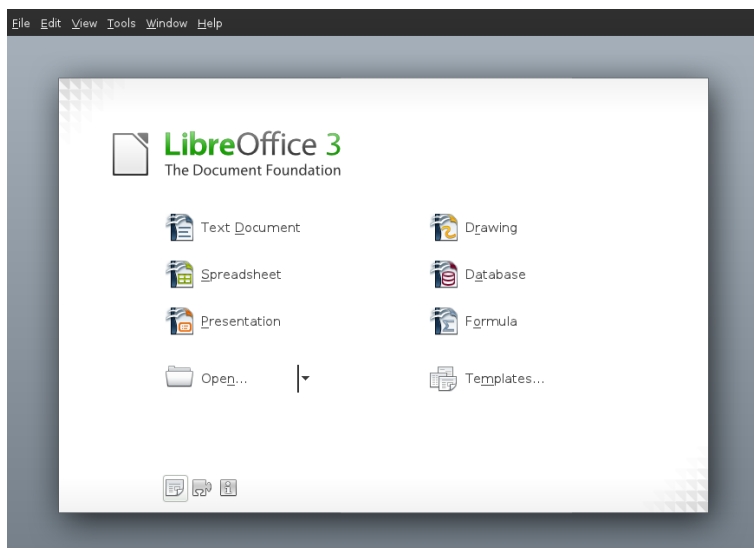 File Edit View Tools Window Help
LibreOffice 3
The Document Foundation
Text Document
Drawing
Spreadsheet
Database
Presentation
Formula
Open...
Templates...